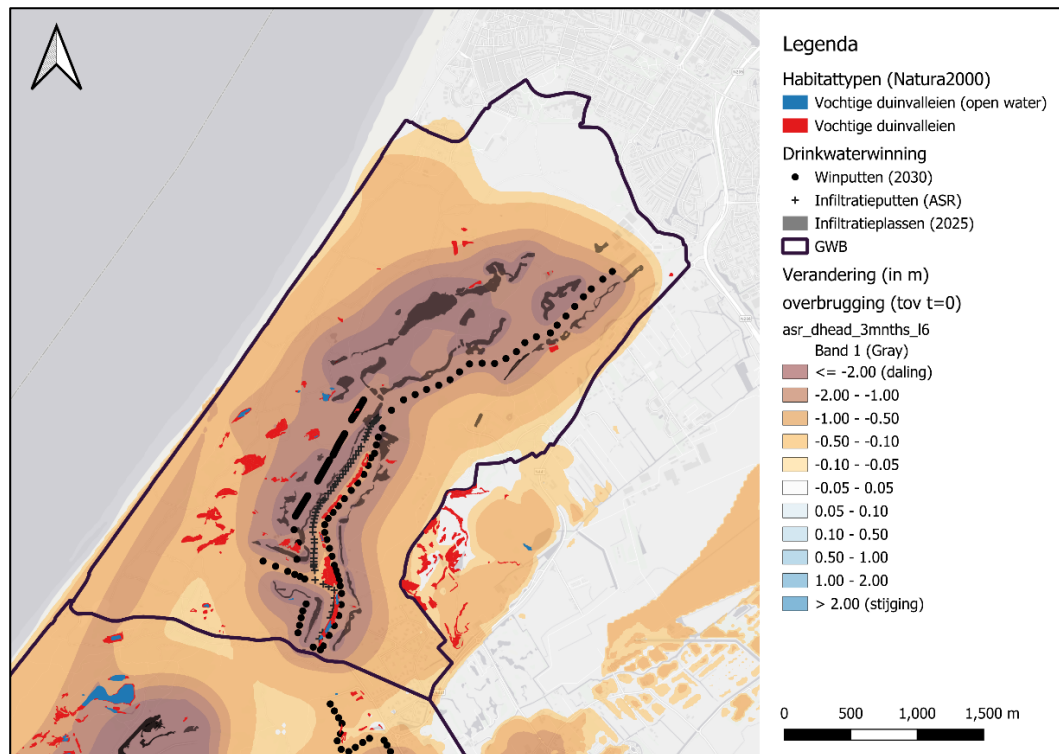 Legenda
Habitattypen (Natura2000)
Vochtige duinvalleien (open water)
Vochtige duinvalleien
Drinkwaterwinning
Winputten (2030)
Infiltratieputten (ASR)
Infiltratieplassen (2025)
GWB
Verandering (in m)
overbrugging (tov t=0)
asr_dhead_3mnths_l6
Band 1 (Gray)
<= -2.00 (daling)
-2.00 - -1.00
-1.00 - -0.50
-0.50 - -0.10
-0.10 - -0.05
-0.05 - 0.05
0.05 - 0.10
0.10 - 0.50
0.50 - 1.00
1.00 - 2.00
> 2.00 (stijging)
0 500 1,000 1,500 m